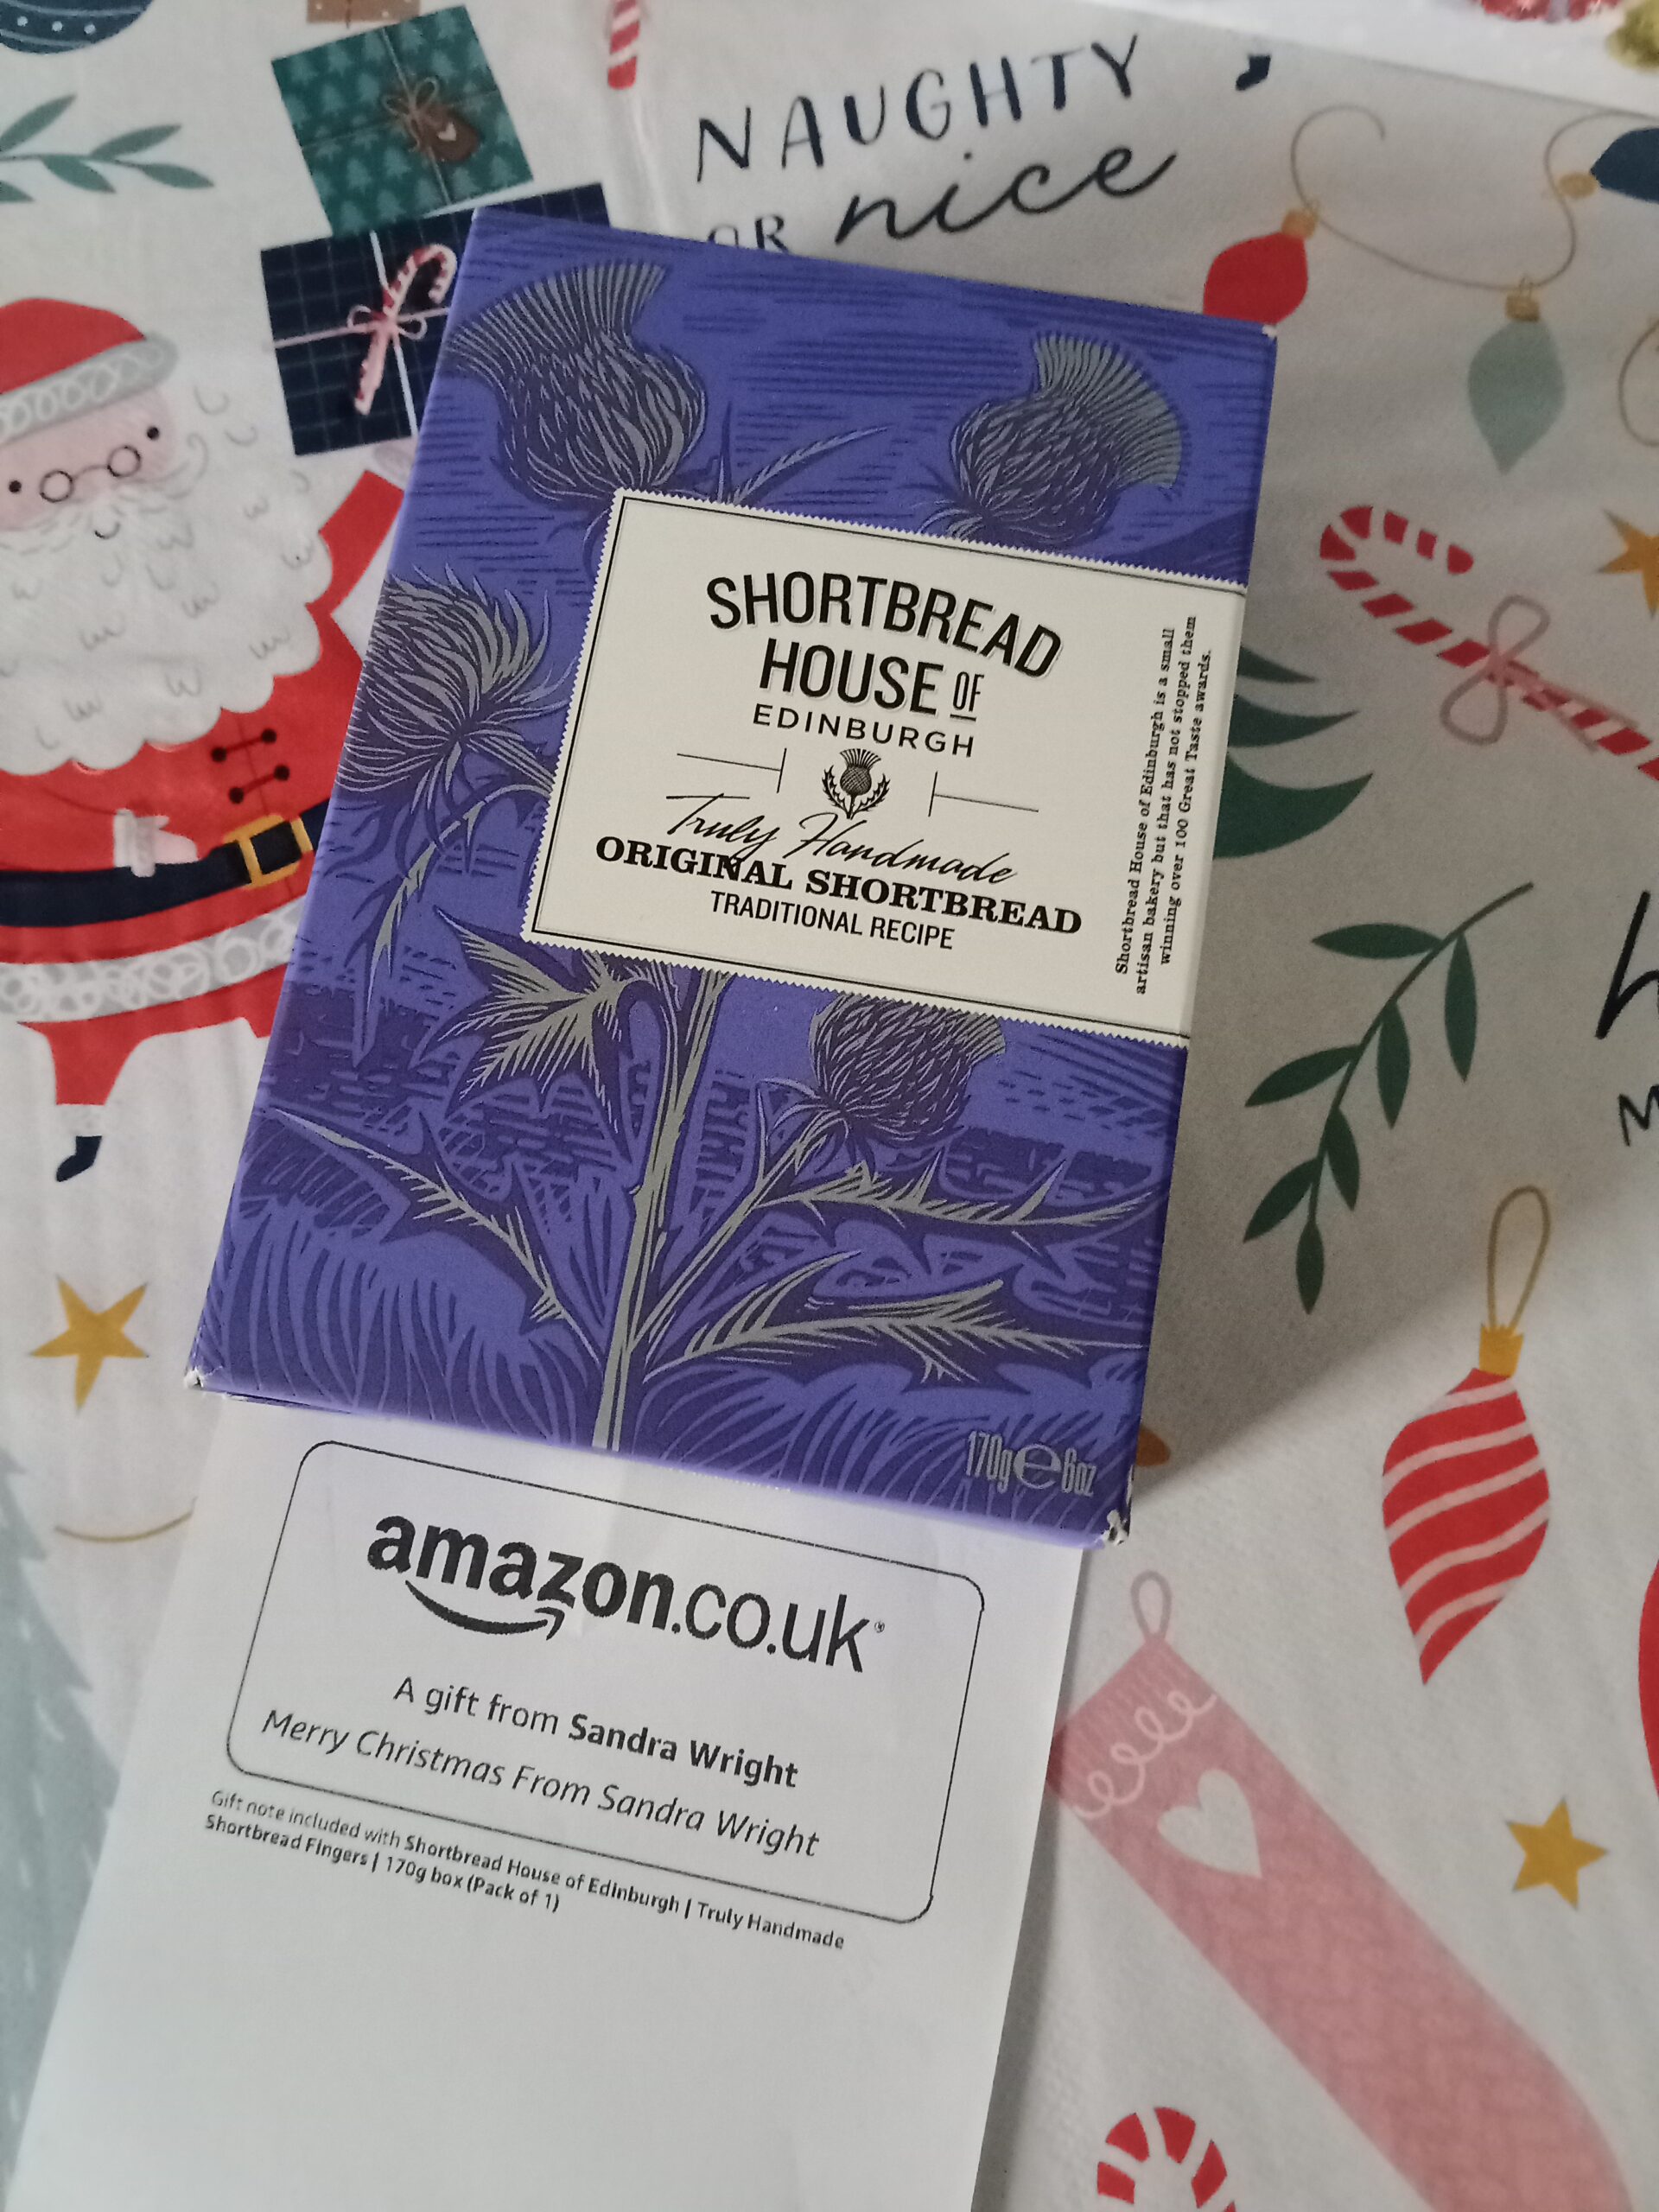 NAUGHTY
OR nice
SHORTBREAD
HOUSE OF
EDINBURGH
Truly Handmade
ORIGINAL SHORTBREAD
TRADITIONAL RECIPE
Shortbread House of Edinburgh is a small
artisan bakery but that has not stopped them
winning over 100 Great Taste awards.
170g e 6oz
amazon.co.uk
A gift from Sandra Wright
Merry Christmas From Sandra Wright
Gift note included with Shortbread House of Edinburgh | Truly Handmade
Shortbread Fingers | 170g box (Pack of 1)